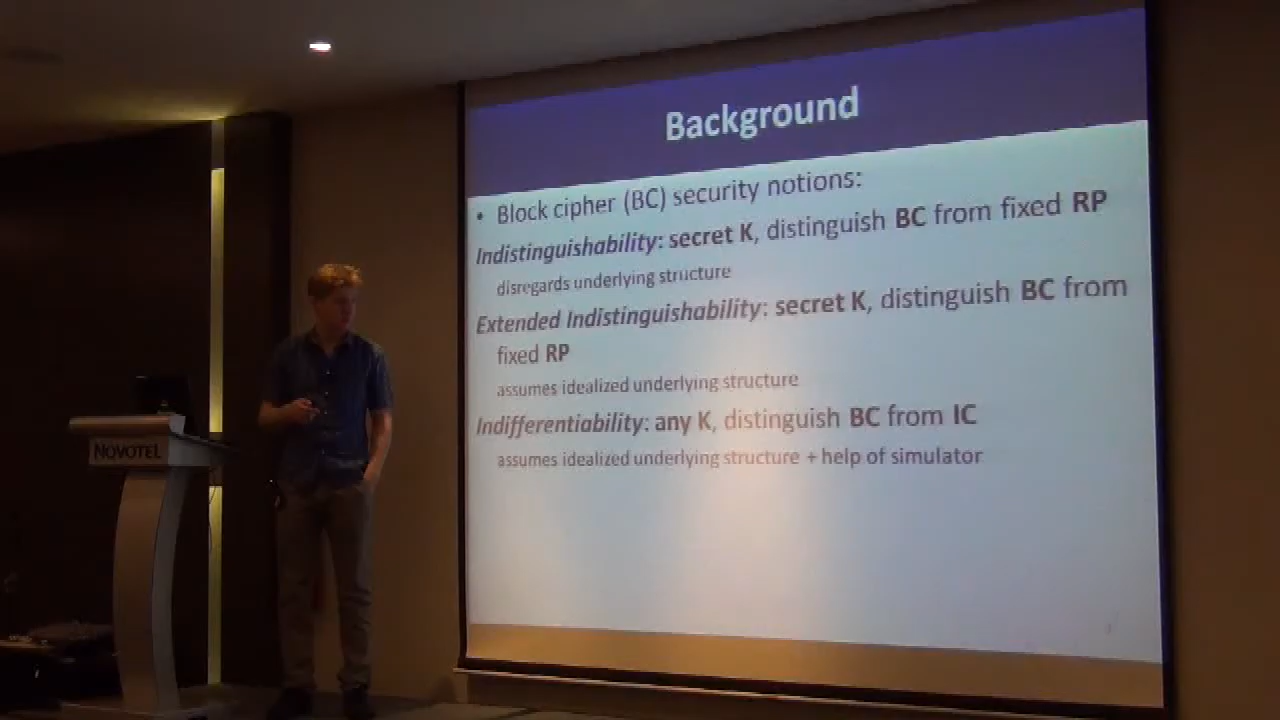 Background
• Block cipher (BC) security notions:
Indistinguishability: secret K, distinguish BC from fixed RP
disregards underlying structure
Extended Indistinguishability: secret K, distinguish BC from
fixed RP
assumes idealized underlying structure
Indifferentiability: any K, distinguish BC from IC
assumes idealized underlying structure + help of simulator
NOVOTEL